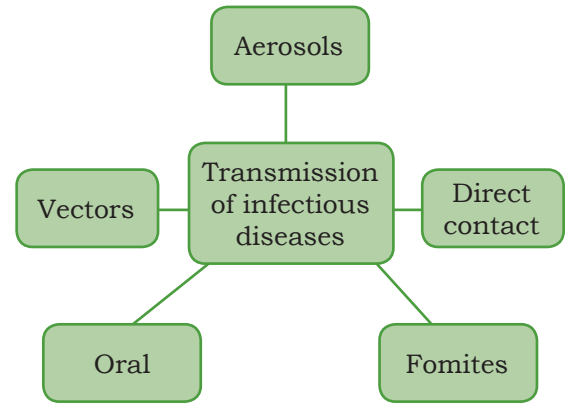 Aerosols
Transmission
of infectious
diseases
Vectors
Direct
contact
Oral
Fomites